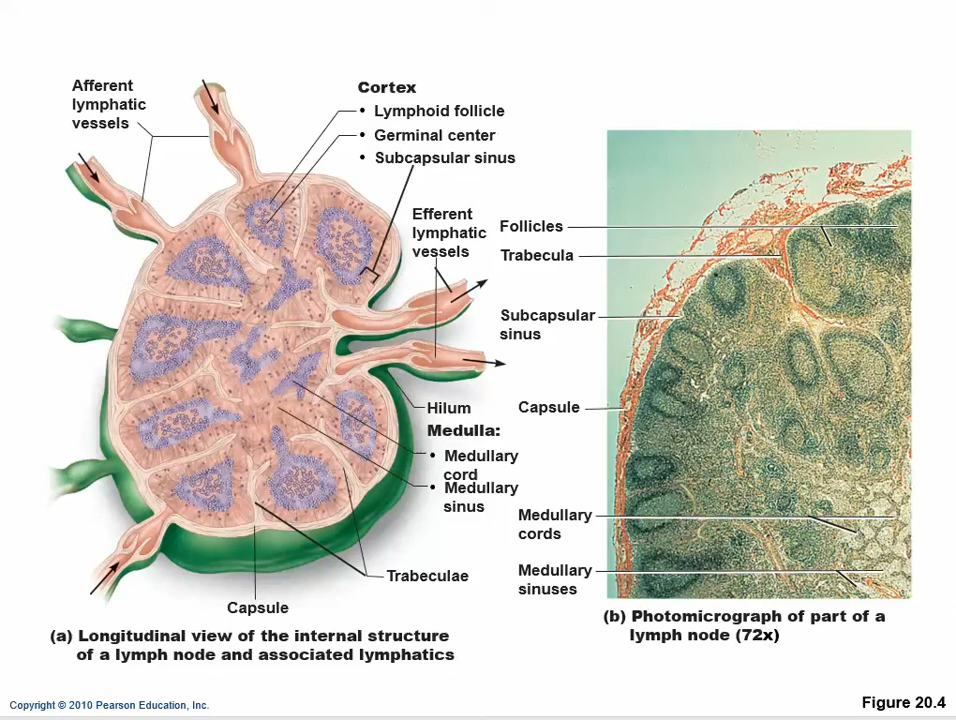 Afferent
lymphatic
vessels
Cortex
• Lymphoid follicle
• Germinal center
• Subcapsular sinus
Efferent
lymphatic
vessels
Hilum
Medulla:
• Medullary
cord
• Medullary
sinus
Trabeculae
Capsule
(a) Longitudinal view of the internal structure
of a lymph node and associated lymphatics
Follicles
Trabecula
Subcapsular
sinus
Capsule
Medullary
cords
Medullary
sinuses
(b) Photomicrograph of part of a
lymph node (72x)
Copyright © 2010 Pearson Education, Inc.
Figure 20.4